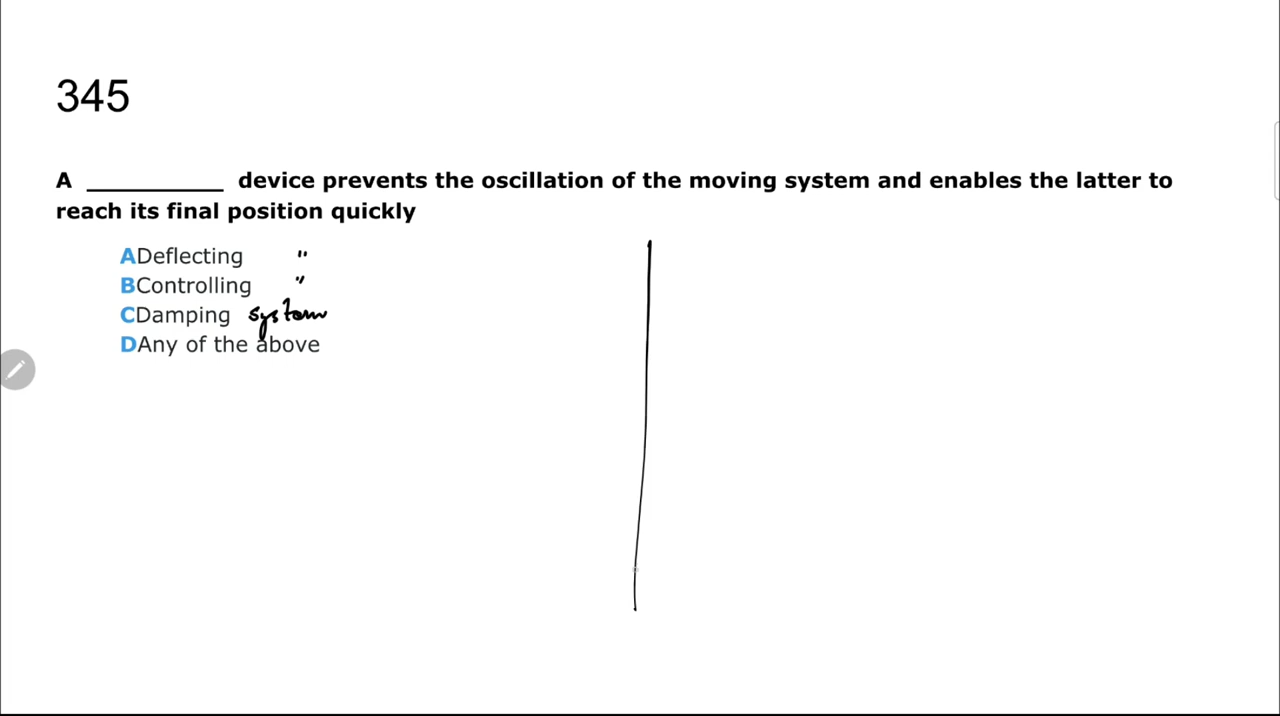 345
A __________ device prevents the oscillation of the moving system and enables the latter to
reach its final position quickly
ADeflecting "
BControlling "
CDamping system
DAny of the above